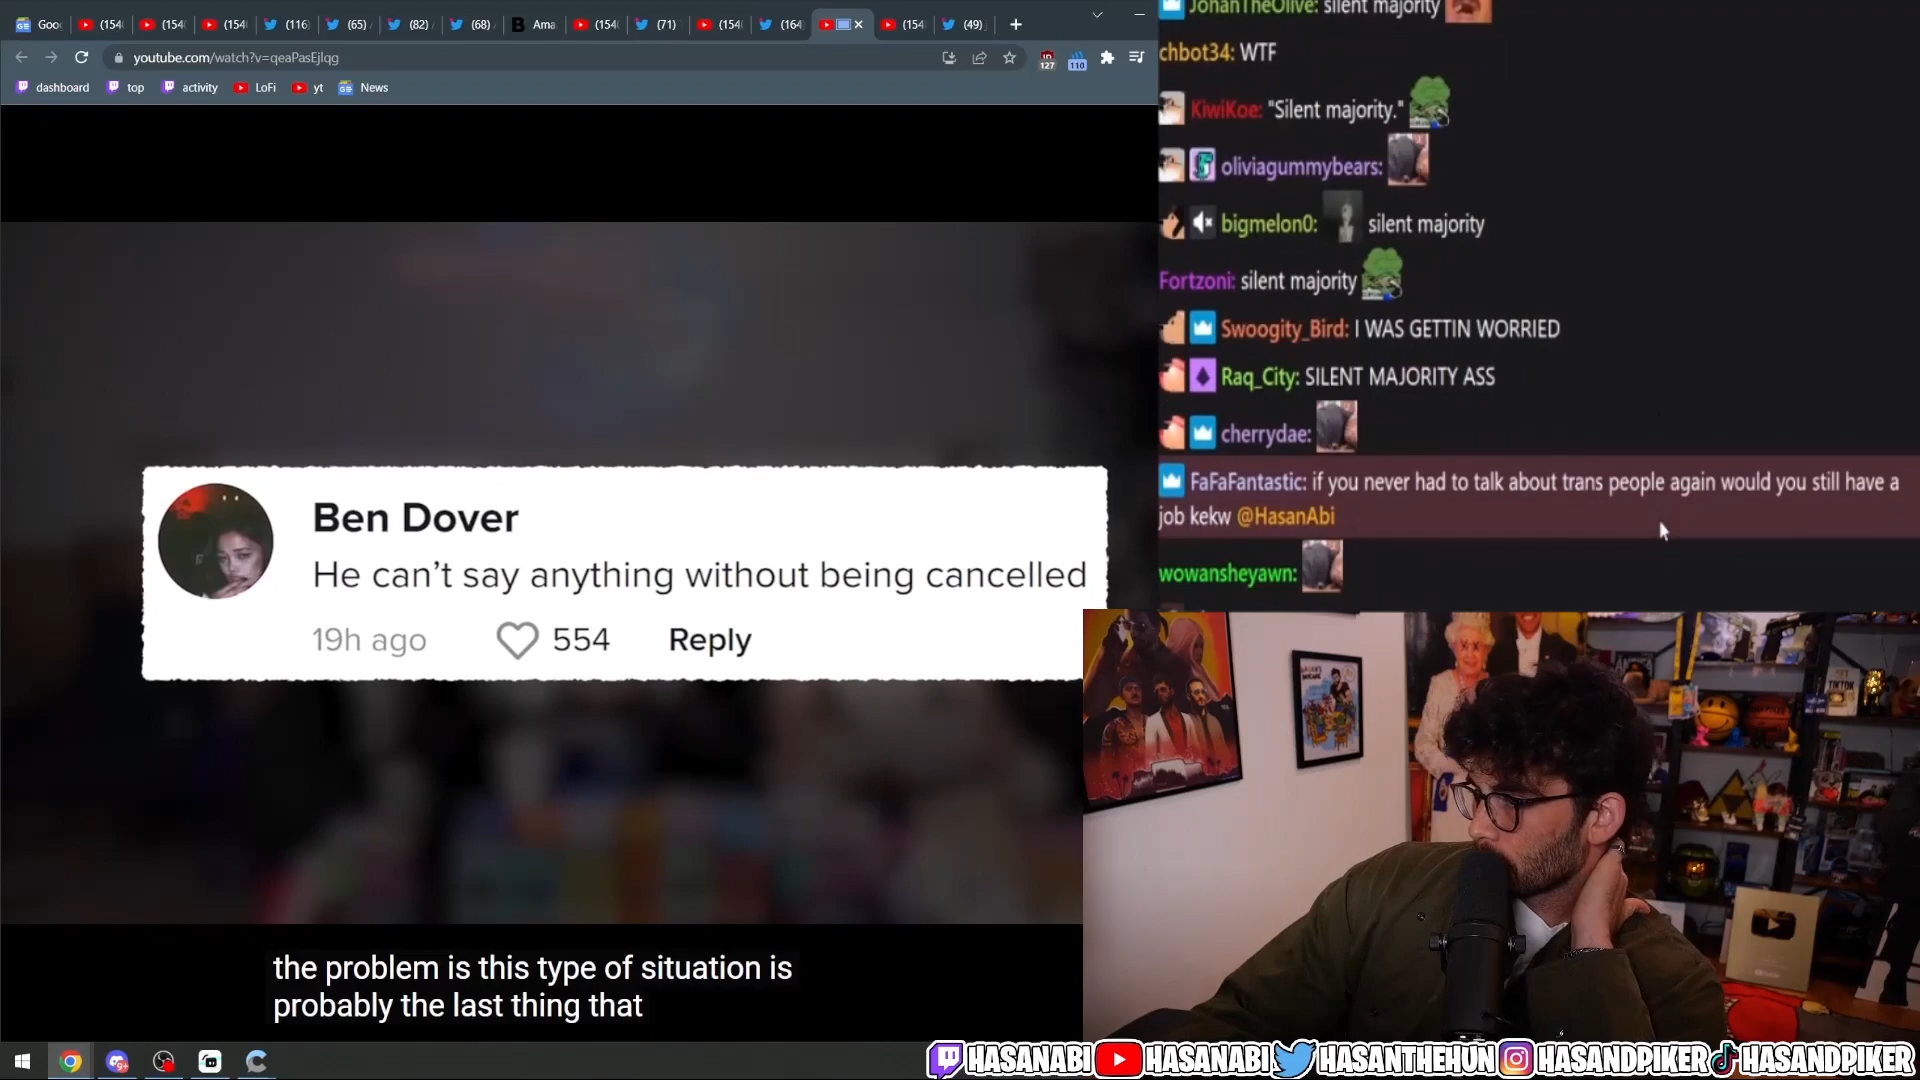 Goo
(154
(154
(154
(116)
(65)
(82)
(68)
Ama
(154
(71)
(154
(164
(154
(49)
youtube.com/watch?v=qeaPasEjlqg
127
110
dashboard
top
activity
LoFi
yt
News
JohanTheOlive: silent majority
chbot34: WTF
KiwiKoe: "Silent majority."
oliviagummybears:
bigmelon0: silent majority
Fortzoni: silent majority
Swoogity_Bird: I WAS GETTIN WORRIED
Raq_City: SILENT MAJORITY ASS
cherrydae:
FaFaFantastic: if you never had to talk about trans people again would you still have a
job kekw @HasanAbi
wowansheyawn:
Ben Dover
He can't say anything without being cancelled
19h ago 554 Reply
TIKTOK
the problem is this type of situation is
probably the last thing that
HASANABI HASANABI HASANTHEHUN HASANDPIKER HASANDPIKER